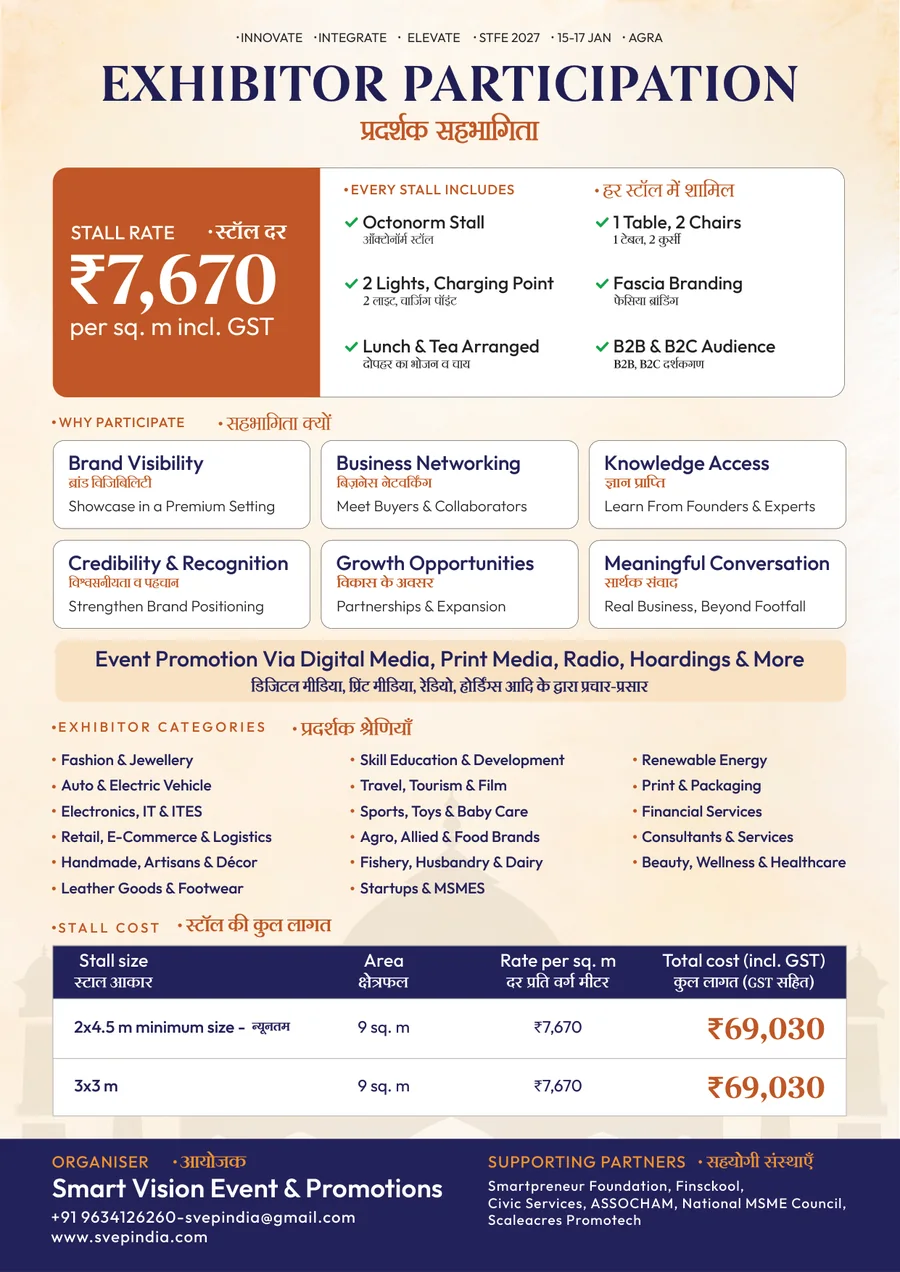 •INNOVATE •INTEGRATE • ELEVATE •STFE 2027 •15-17 JAN •AGRA
EXHIBITOR PARTICIPATION
प्रदर्शक सहभागिता
STALL RATE •स्टॉल दर
₹7,670
per sq. m incl. GST
•EVERY STALL INCLUDES •हर स्टॉल में शामिल
Octonorm Stall
ऑक्टोनॉर्म स्टॉल
1 Table, 2 Chairs
1 टेबल, 2 कुर्सी
2 Lights, Charging Point
2 लाइट, चार्जिंग पॉइंट
Fascia Branding
फेसिया ब्रांडिंग
Lunch & Tea Arranged
दोपहर का भोजन व चाय
B2B & B2C Audience
B2B, B2C दर्शकगण
•WHY PARTICIPATE •सहभागिता क्यों
Brand Visibility
ब्रांड विजिबिलिटी
Showcase in a Premium Setting
Business Networking
बिज़नेस नेटवर्किंग
Meet Buyers & Collaborators
Knowledge Access
ज्ञान प्राप्ति
Learn From Founders & Experts
Credibility & Recognition
विश्वसनीयता व पहचान
Strengthen Brand Positioning
Growth Opportunities
विकास के अवसर
Partnerships & Expansion
Meaningful Conversation
सार्थक संवाद
Real Business, Beyond Footfall
Event Promotion Via Digital Media, Print Media, Radio, Hoardings & More
डिजिटल मीडिया, प्रिंट मीडिया, रेडियो, होर्डिंग्स आदि के द्वारा प्रचार-प्रसार
•EXHIBITOR CATEGORIES •प्रदर्शक श्रेणियाँ
• Fashion & Jewellery
• Auto & Electric Vehicle
• Electronics, IT & ITES
• Retail, E-Commerce & Logistics
• Handmade, Artisans & Décor
• Leather Goods & Footwear
• Skill Education & Development
• Travel, Tourism & Film
• Sports, Toys & Baby Care
• Agro, Allied & Food Brands
• Fishery, Husbandry & Dairy
• Startups & MSMES
• Renewable Energy
• Print & Packaging
• Financial Services
• Consultants & Services
• Beauty, Wellness & Healthcare
•STALL COST •स्टॉल की कुल लागत
Stall size Area Rate per sq. m Total cost (incl. GST)
स्टाल आकार क्षेत्रफल दर प्रति वर्ग मीटर कुल लागत (GST सहित)
2x4.5 m minimum size - न्यूनतम 9 sq. m ₹7,670 ₹69,030
3x3 m 9 sq. m ₹7,670 ₹69,030
ORGANISER •आयोजक
Smart Vision Event & Promotions
+91 9634126260-svepindia@gmail.com
www.svepindia.com
SUPPORTING PARTNERS •सहयोगी संस्थाएँ
Smartpreneur Foundation, Finsckool,
Civic Services, ASSOCHAM, National MSME Council,
Scaleacres Promotech